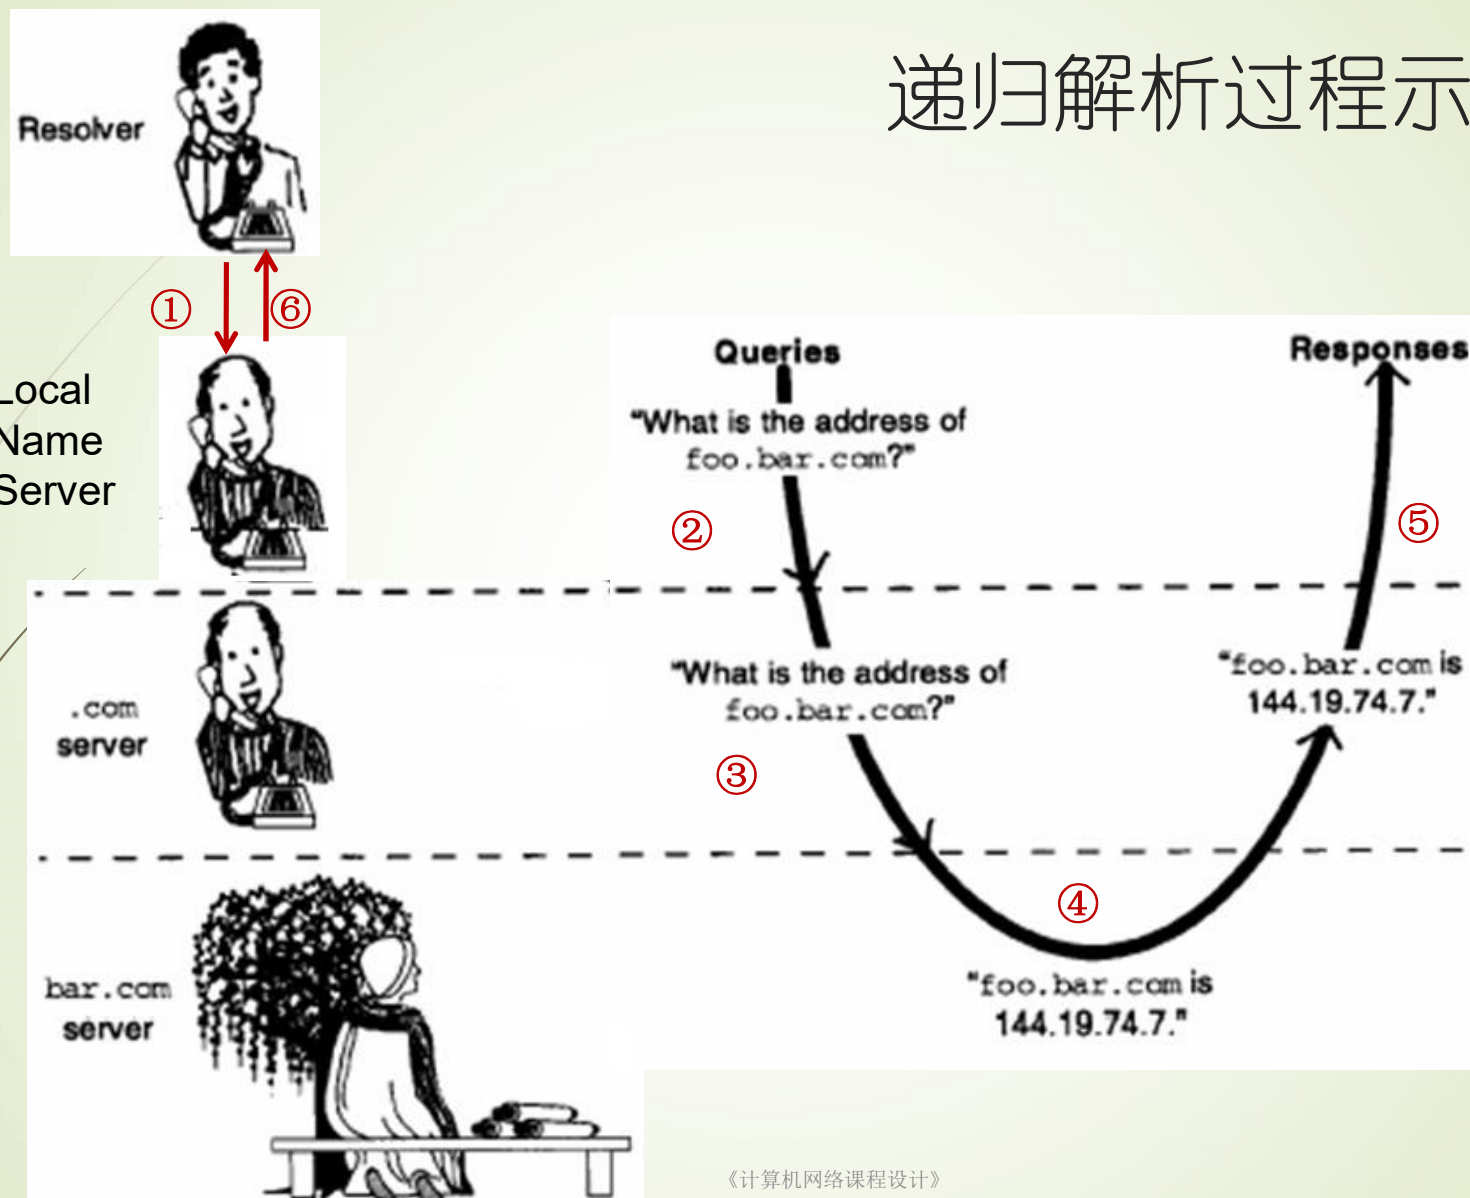 递归解析过程示
Resolver
①
⑥
Local
Name
Server
Queries
Responses
"What is the address of
foo.bar.com?"
②
⑤
.com
server
"What is the address of
foo.bar.com?"
"foo.bar.com is
144.19.74.7."
③
④
bar.com
server
"foo.bar.com is
144.19.74.7."
《计算机网络课程设计》